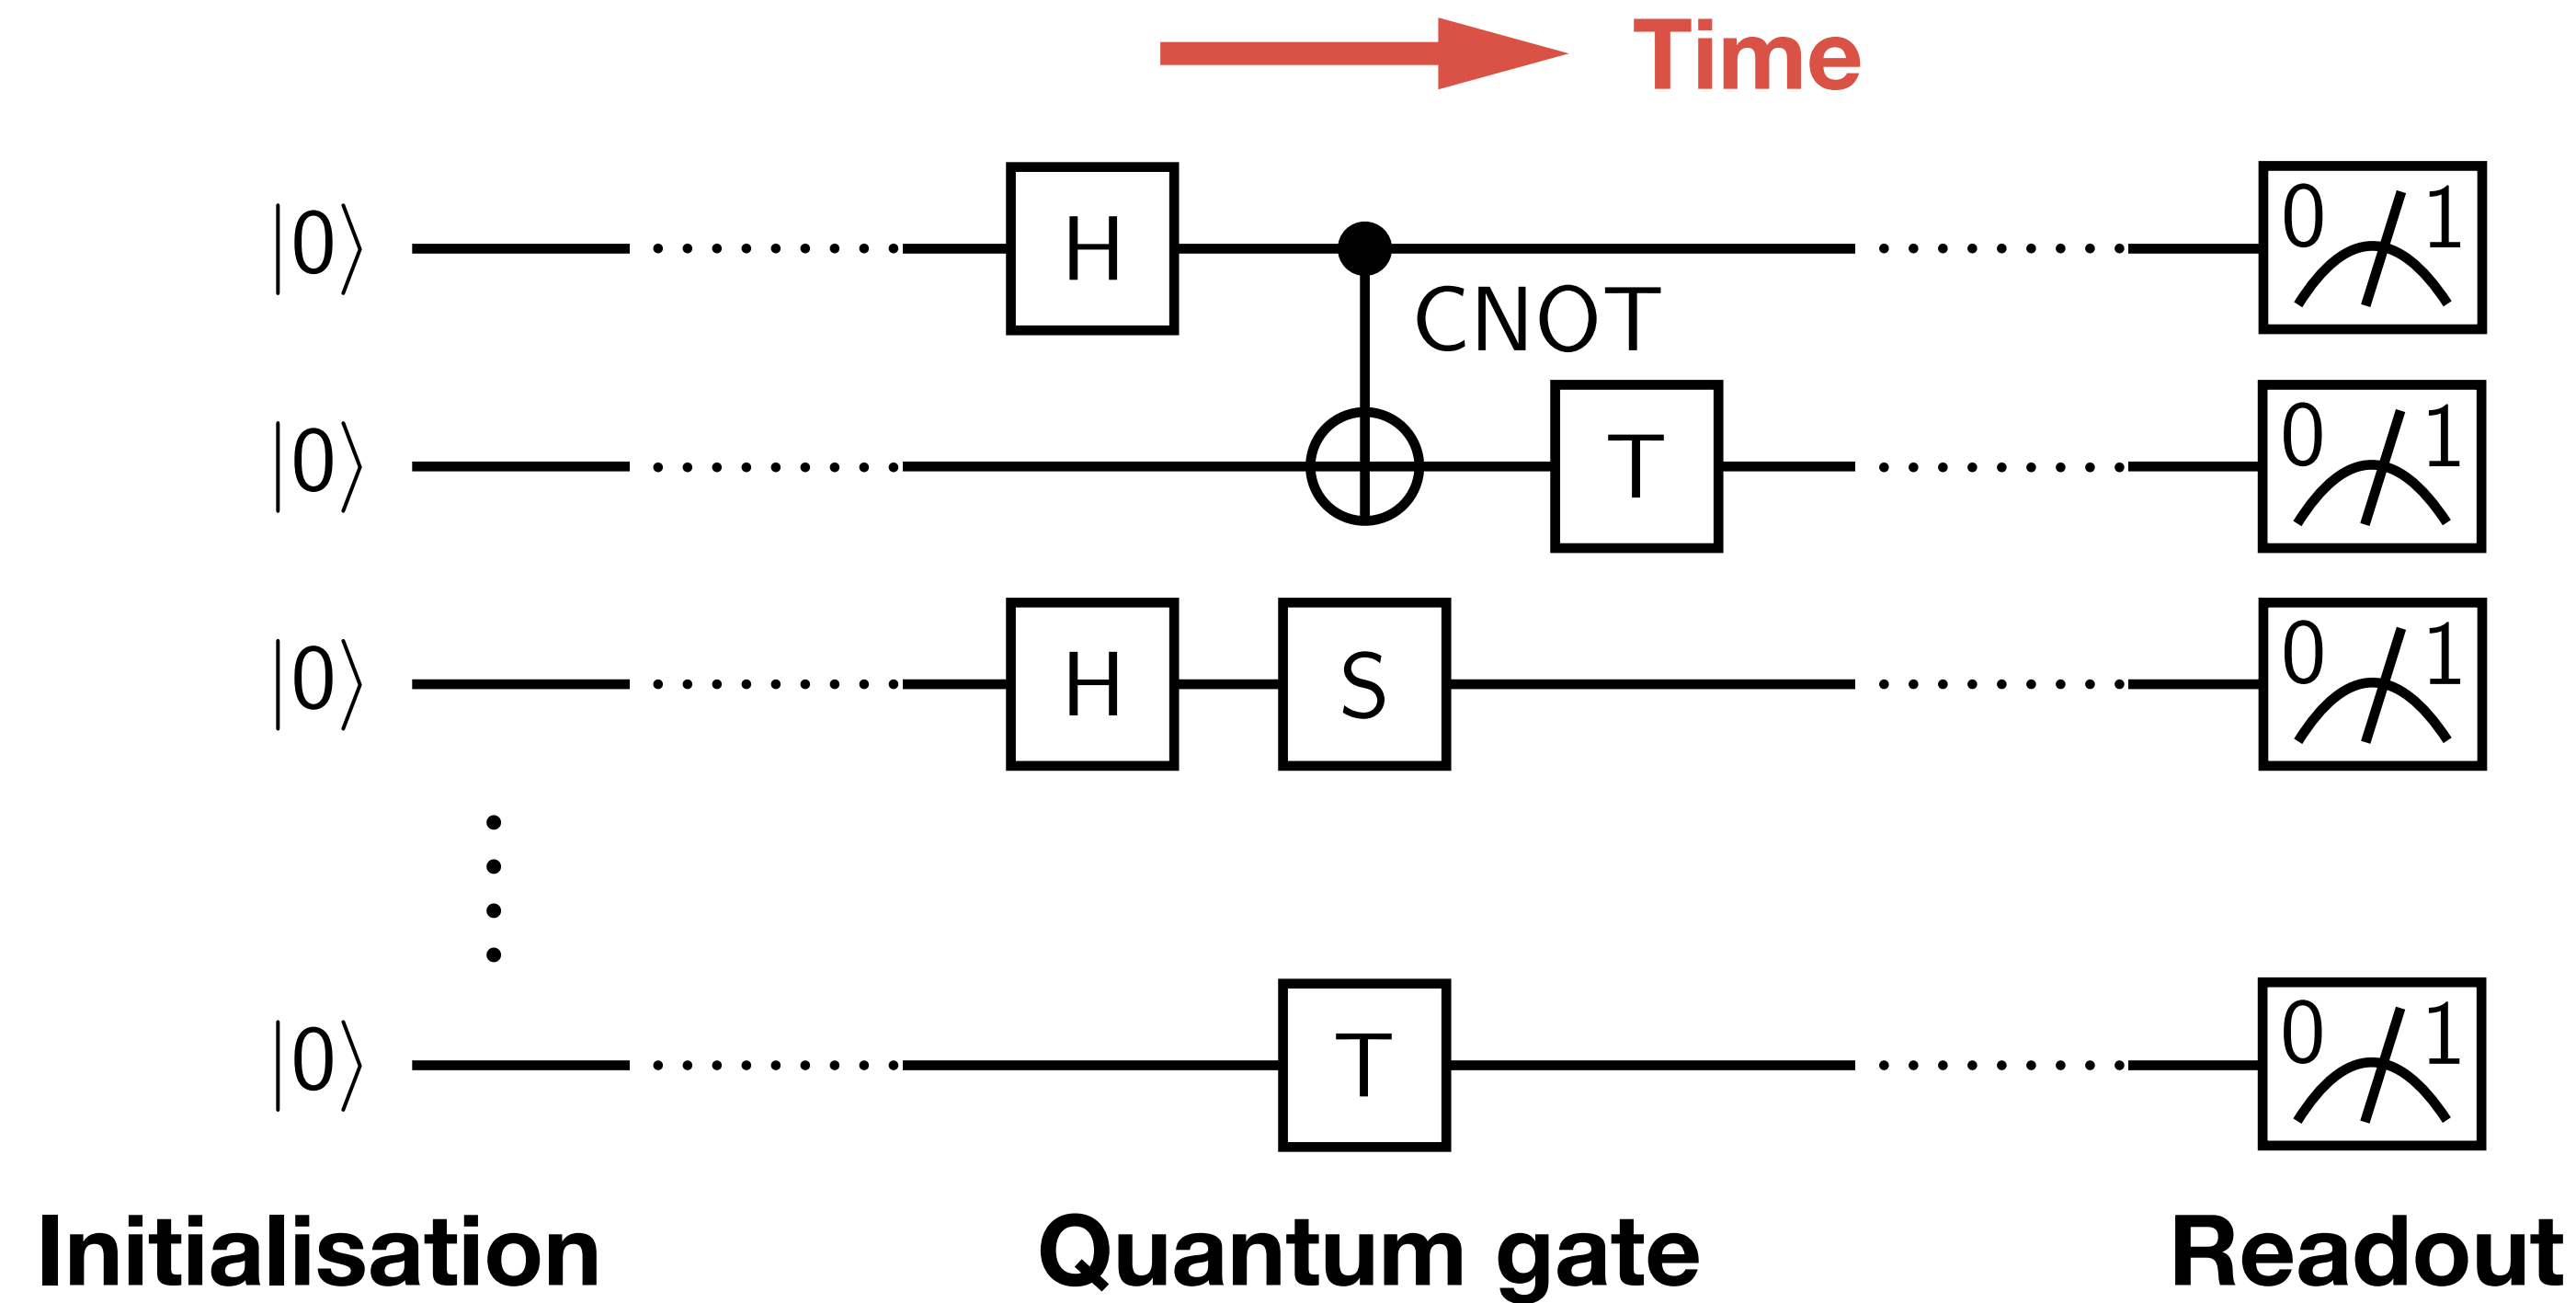 Time
|0⟩ H 0 1
CNOT
|0⟩ T 0 1
|0⟩ H S 0 1
|0⟩ T 0 1
Initialisation Quantum gate Readout